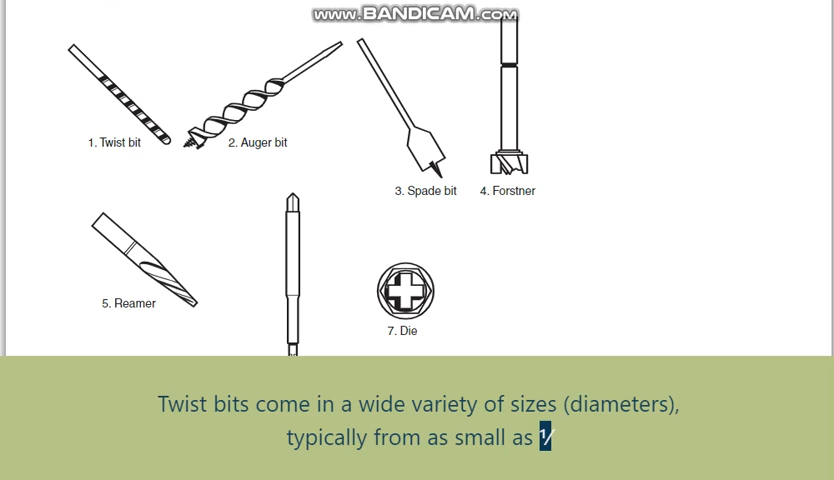 www.BANDICAM.com
1. Twist bit
2. Auger bit
3. Spade bit
4. Forstner
5. Reamer
7. Die
Twist bits come in a wide variety of sizes (diameters),
typically from as small as ¹⁄